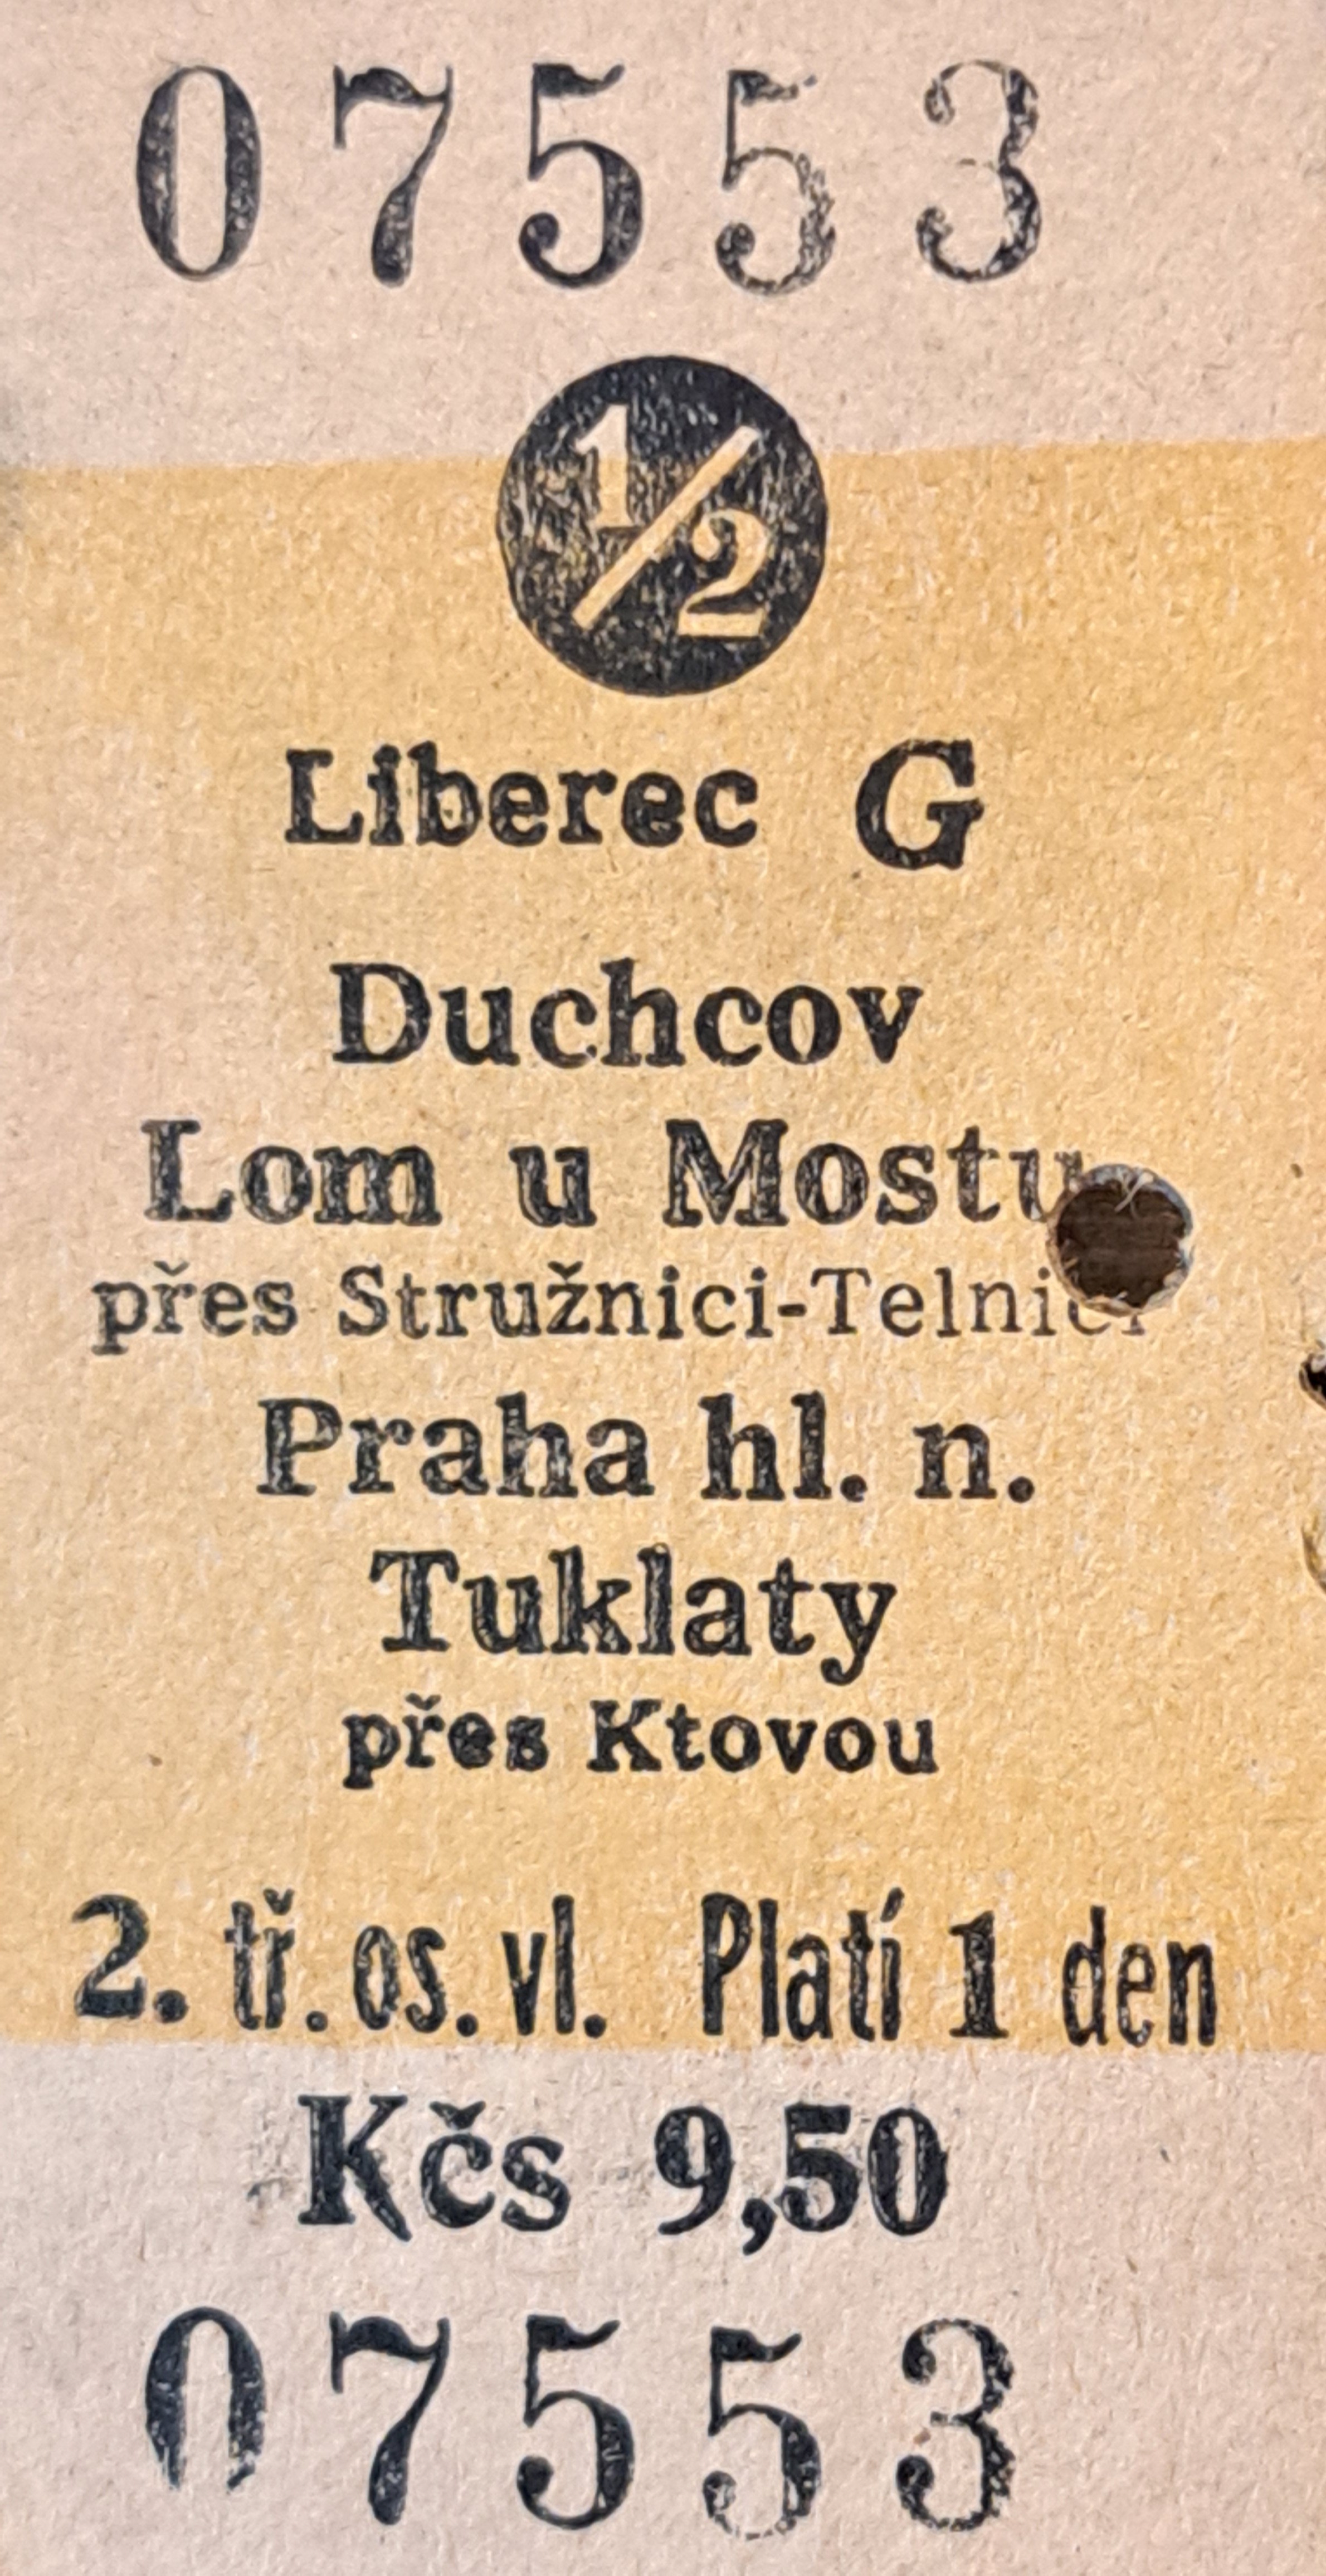 07553
1/2
Liberec G
Duchcov
Lom u Mostu
přes Stružnici-Telnici
Praha hl. n.
Tuklaty
přes Ktovou
2. tř. os. vl. Platí 1 den
Kčs 9,50
07553